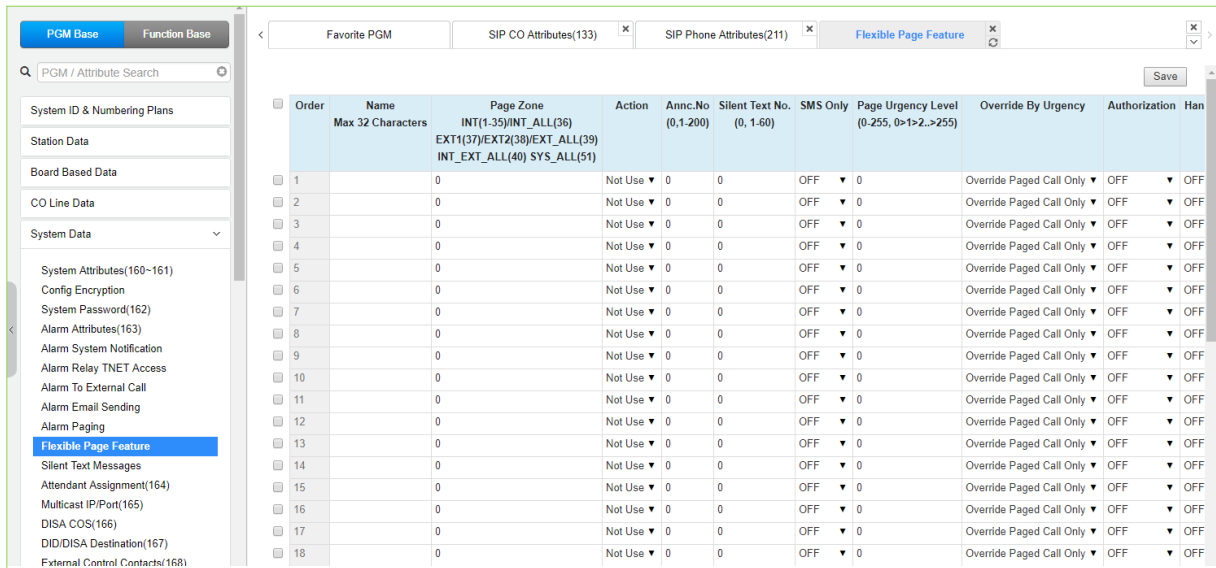 PGM Base Function Base
PGM / Attribute Search
System ID & Numbering Plans
Station Data
Board Based Data
CO Line Data
System Data
System Attributes(160~161)
Config Encryption
System Password(162)
Alarm Attributes(163)
Alarm System Notification
Alarm Relay TNET Access
Alarm To External Call
Alarm Email Sending
Alarm Paging
Flexible Page Feature
Silent Text Messages
Attendant Assignment(164)
Multicast IP/Port(165)
DISA COS(166)
DID/DISA Destination(167)
External Control Contacts(168)
Favorite PGM SIP CO Attributes(133) SIP Phone Attributes(211) Flexible Page Feature
Save
Order Name Page Zone Action Annc.No Silent Text No. SMS Only Page Urgency Level Override By Urgency Authorization Han
Max 32 Characters INT(1-35)/INT_ALL(36) (0,1-200) (0, 1-60) (0-255, 0>1>2..>255)
EXT1(37)/EXT2(38)/EXT_ALL(39)
INT_EXT_ALL(40) SYS_ALL(51)
1 0 Not Use 0 0 OFF 0 Override Paged Call Only OFF OFF
2 0 Not Use 0 0 OFF 0 Override Paged Call Only OFF OFF
3 0 Not Use 0 0 OFF 0 Override Paged Call Only OFF OFF
4 0 Not Use 0 0 OFF 0 Override Paged Call Only OFF OFF
5 0 Not Use 0 0 OFF 0 Override Paged Call Only OFF OFF
6 0 Not Use 0 0 OFF 0 Override Paged Call Only OFF OFF
7 0 Not Use 0 0 OFF 0 Override Paged Call Only OFF OFF
8 0 Not Use 0 0 OFF 0 Override Paged Call Only OFF OFF
9 0 Not Use 0 0 OFF 0 Override Paged Call Only OFF OFF
10 0 Not Use 0 0 OFF 0 Override Paged Call Only OFF OFF
11 0 Not Use 0 0 OFF 0 Override Paged Call Only OFF OFF
12 0 Not Use 0 0 OFF 0 Override Paged Call Only OFF OFF
13 0 Not Use 0 0 OFF 0 Override Paged Call Only OFF OFF
14 0 Not Use 0 0 OFF 0 Override Paged Call Only OFF OFF
15 0 Not Use 0 0 OFF 0 Override Paged Call Only OFF OFF
16 0 Not Use 0 0 OFF 0 Override Paged Call Only OFF OFF
17 0 Not Use 0 0 OFF 0 Override Paged Call Only OFF OFF
18 0 Not Use 0 0 OFF 0 Override Paged Call Only OFF OFF